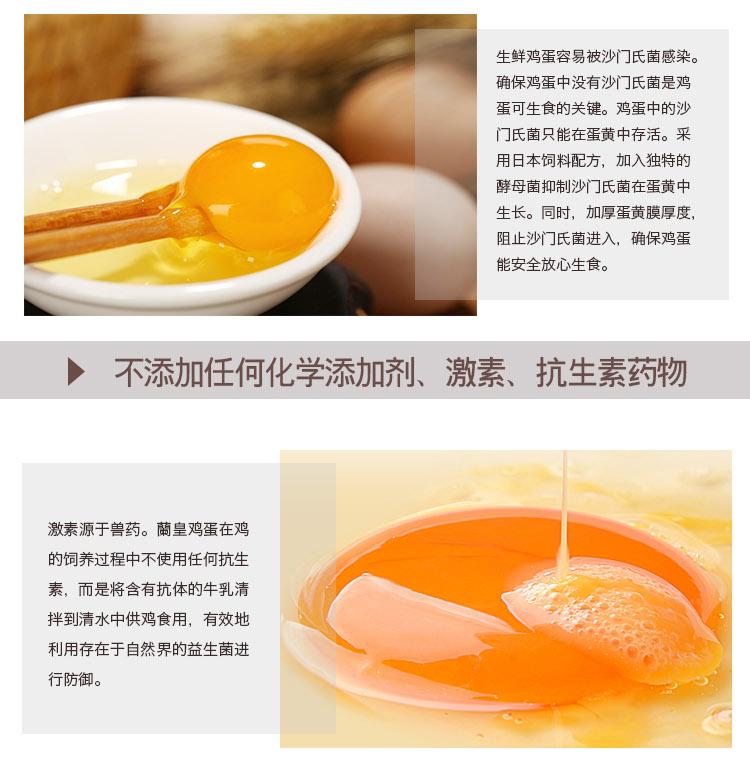 生鲜鸡蛋容易被沙门氏菌感染。
确保鸡蛋中没有沙门氏菌是鸡
蛋可生食的关键。鸡蛋中的沙
门氏菌只能在蛋黄中存活。采
用日本饲料配方，加入独特的
酵母菌抑制沙门氏菌在蛋黄中
生长。同时，加厚蛋黄膜厚度，
阻止沙门氏菌进入，确保鸡蛋
能安全放心生食。
不添加任何化学添加剂、激素、抗生素药物
激素源于兽药。蘭皇鸡蛋在鸡
的饲养过程中不使用任何抗生
素，而是将含有抗体的牛乳清
拌到清水中供鸡食用，有效地
利用存在于自然界的益生菌进
行防御。